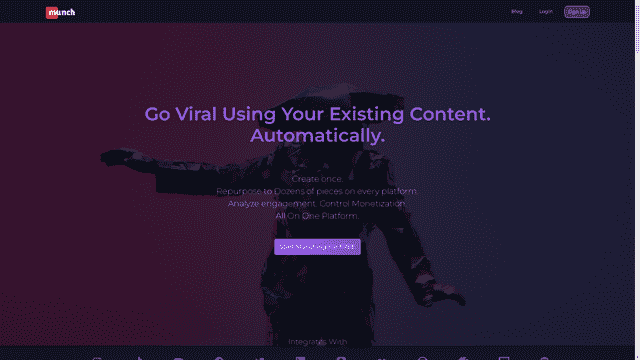 munch
Blog
Login
Sign Up
Go Viral Using Your Existing Content.
Automatically.
Create once.
Repurpose to Dozens of pieces on every platform.
Analyze engagement. Control Monetization
All On One Platform.
Integrates With